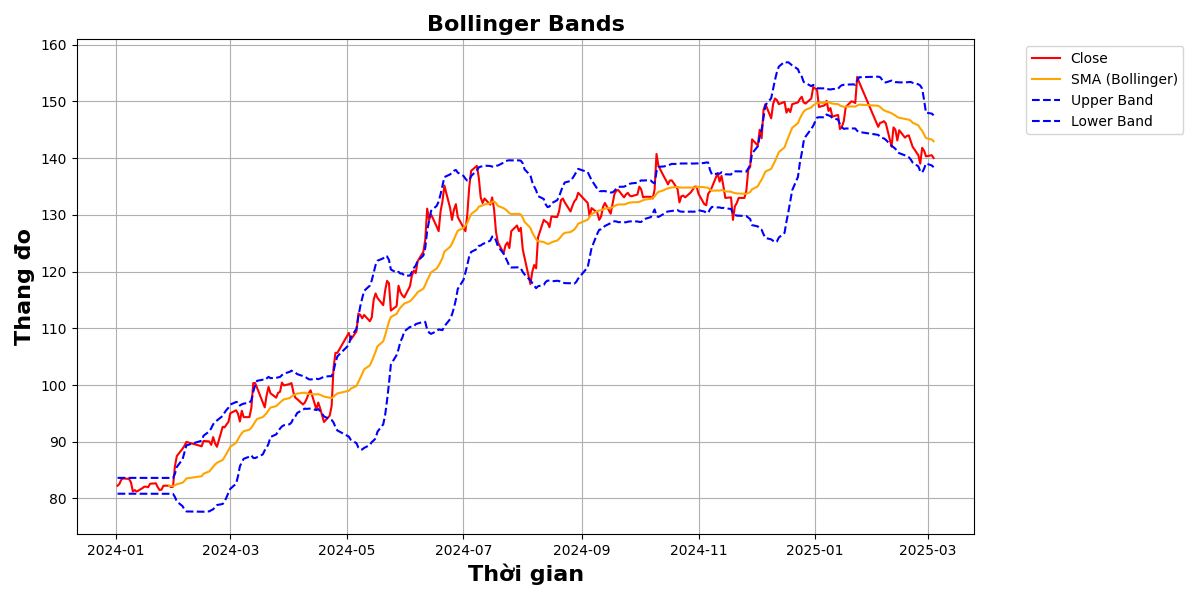 Bollinger Bands
Thang đo
160
150
140
130
120
110
100
90
80
2024-01 2024-03 2024-05 2024-07 2024-09 2024-11 2025-01 2025-03
Thời gian
Close
SMA (Bollinger)
Upper Band
Lower Band